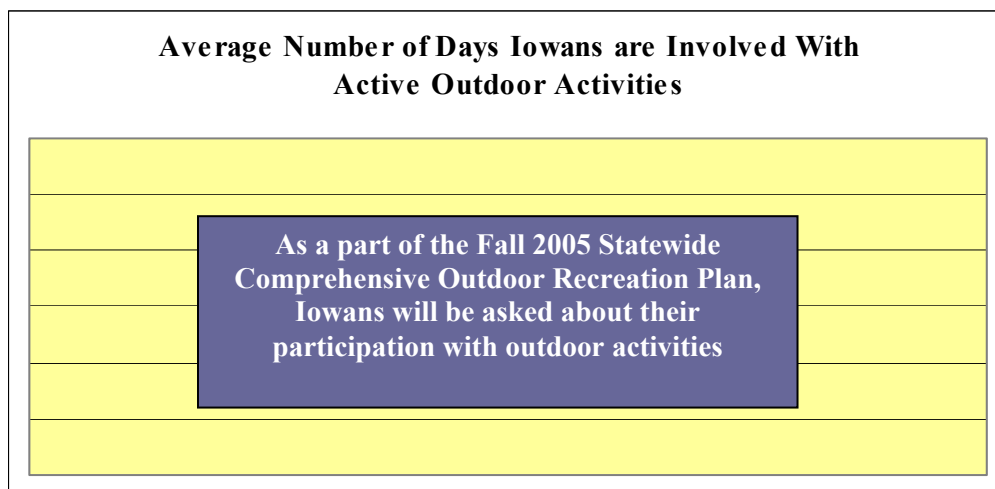 Average Number of Days Iowans are Involved With
Active Outdoor Activities
As a part of the Fall 2005 Statewide
Comprehensive Outdoor Recreation Plan,
Iowans will be asked about their
participation with outdoor activities